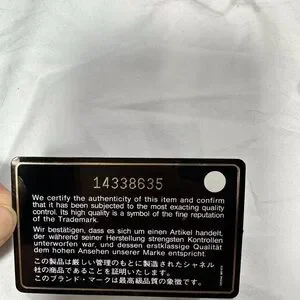 14338635
We certify the authenticity of this item and confirm
that it has been subjected to the most exacting quality
control. Its high quality is a symbol of the fine reputation
of the Trademark.
Wir bestätigen, dass es sich um einen Artikel handelt,
der während seiner Herstellung strengsten Kontrollen
unterworfen war, und dessen erstklassige Qualität
dem hohen Ansehen unserer Marke entspricht.
この製品は厳しい管理のもとに製造されたシャネル
社の商品であることを証明いたします。
このブランド・マークは最高級品の象徴です。